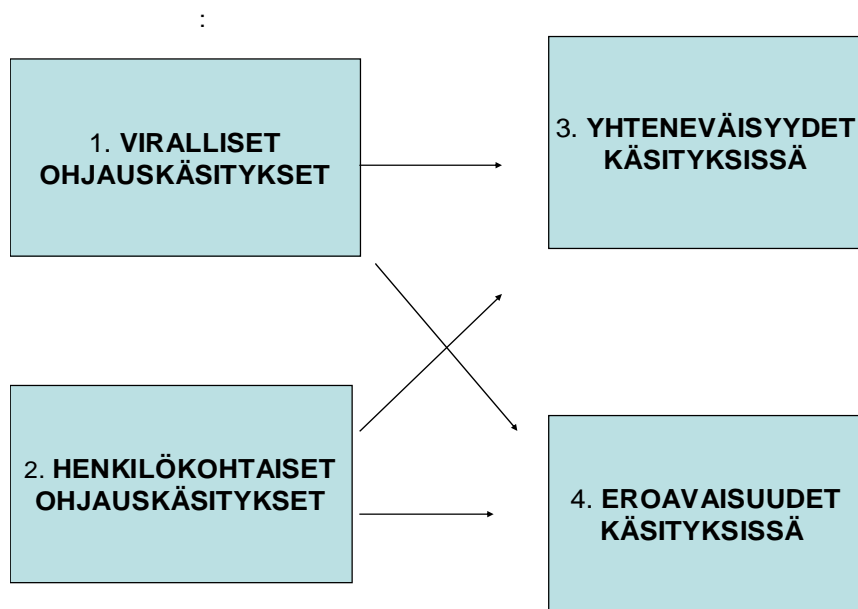 :
1. VIRALLISET
OHJAUSKÄSITYKSET
3. YHTENEVÄISYYDET
KÄSITYKSISSÄ
2. HENKILÖKOHTAISET
OHJAUSKÄSITYKSET
4. EROAVAISUUDET
KÄSITYKSISSÄ